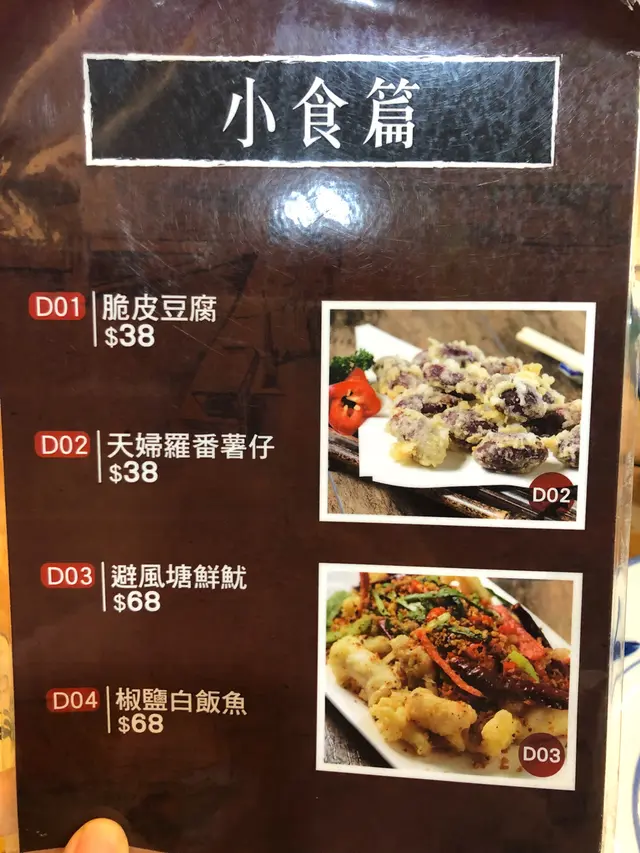 小食篇
D01 脆皮豆腐
$38
D02 天婦羅番薯仔
$38
D02
D03 避風塘鮮魷
$68
D04 椒鹽白飯魚
$68
D03